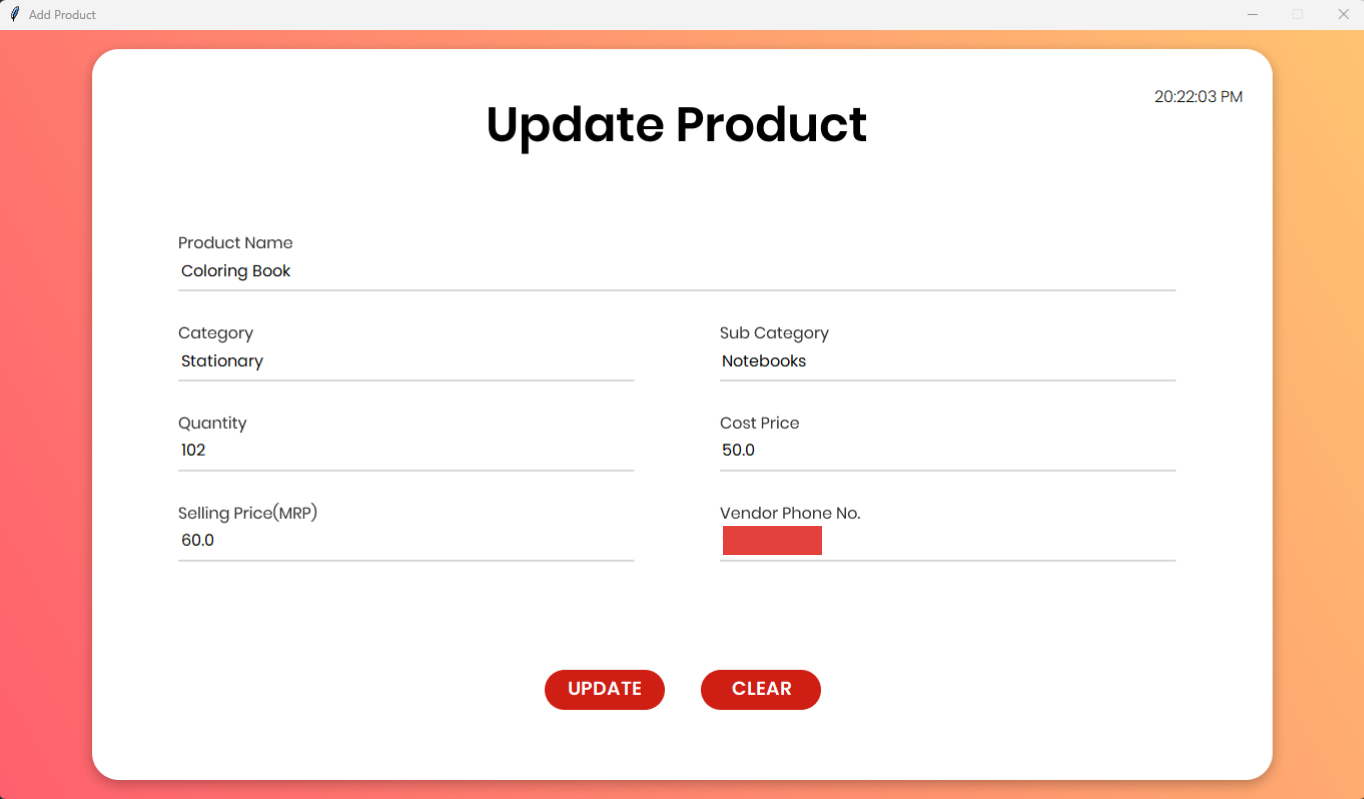 Add Product
20:22:03 PM
Update Product
Product Name
Coloring Book
Category
Sub Category
Stationary
Notebooks
Quantity
Cost Price
102
50.0
Selling Price(MRP)
Vendor Phone No.
60.0
UPDATE
CLEAR